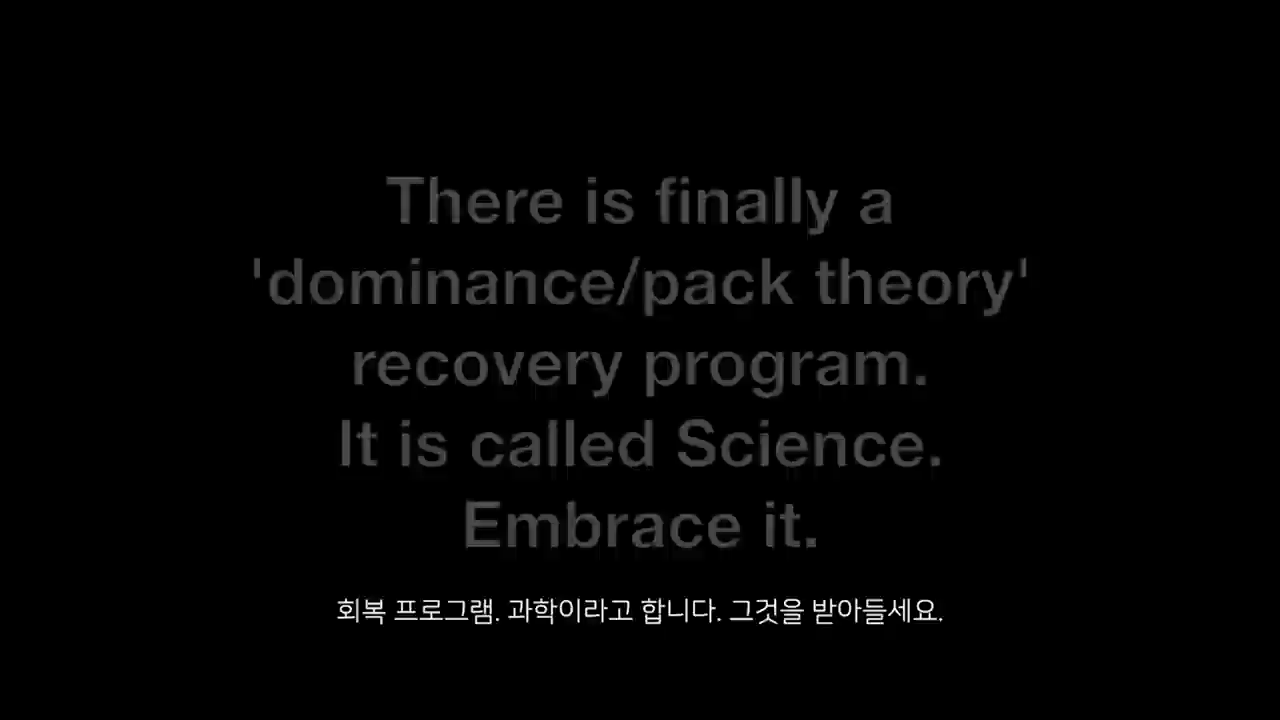 There is finally a
'dominance/pack theory'
recovery program.
It is called Science.
Embrace it.
회복 프로그램. 과학이라고 합니다. 그것을 받아들세요.